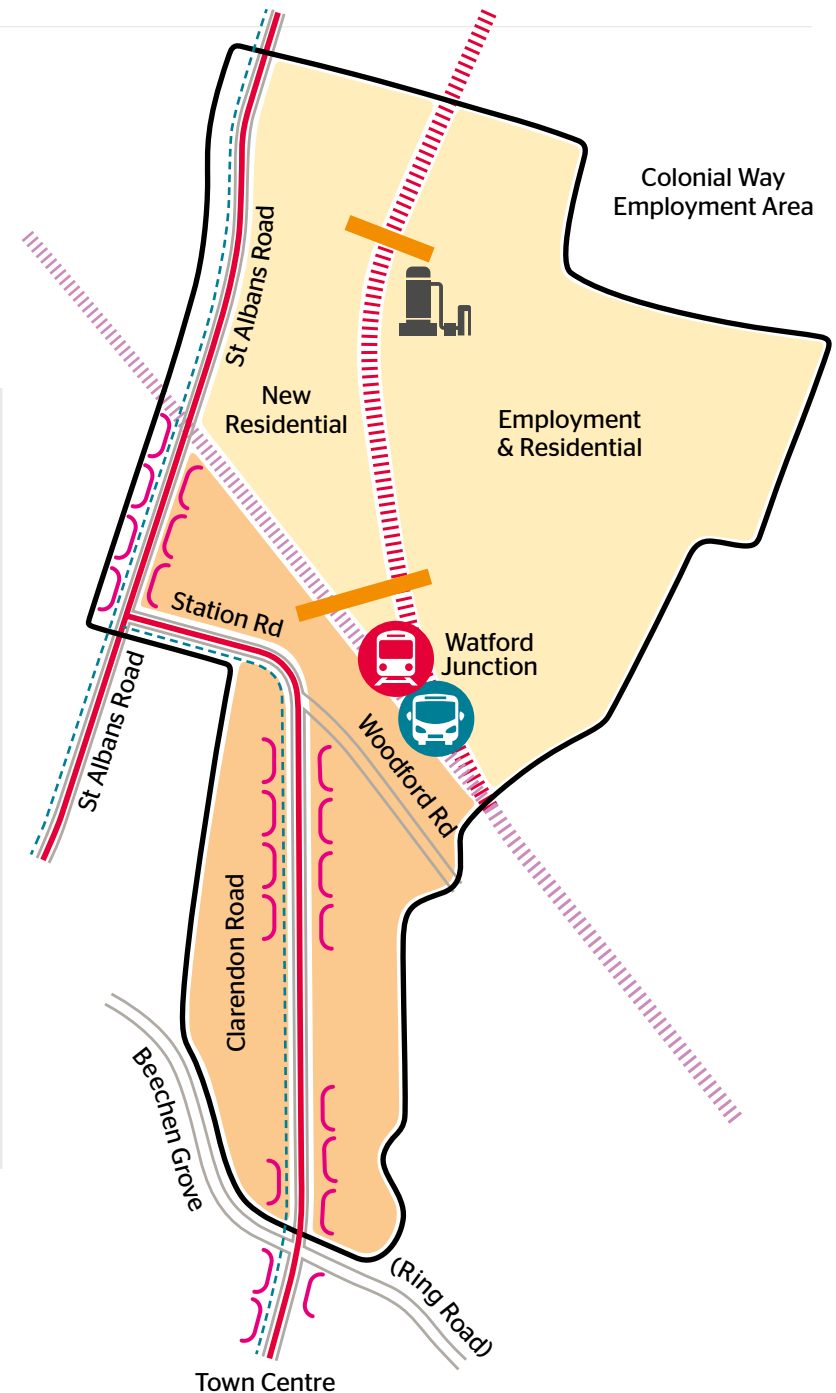 Colonial Way
Employment Area
St Albans Road
New
Residential
Employment
& Residential
Station Rd
Watford
Junction
St Albans Road
Woodford Rd
Clarendon Road
Beechen Grove
(Ring Road)
Town Centre